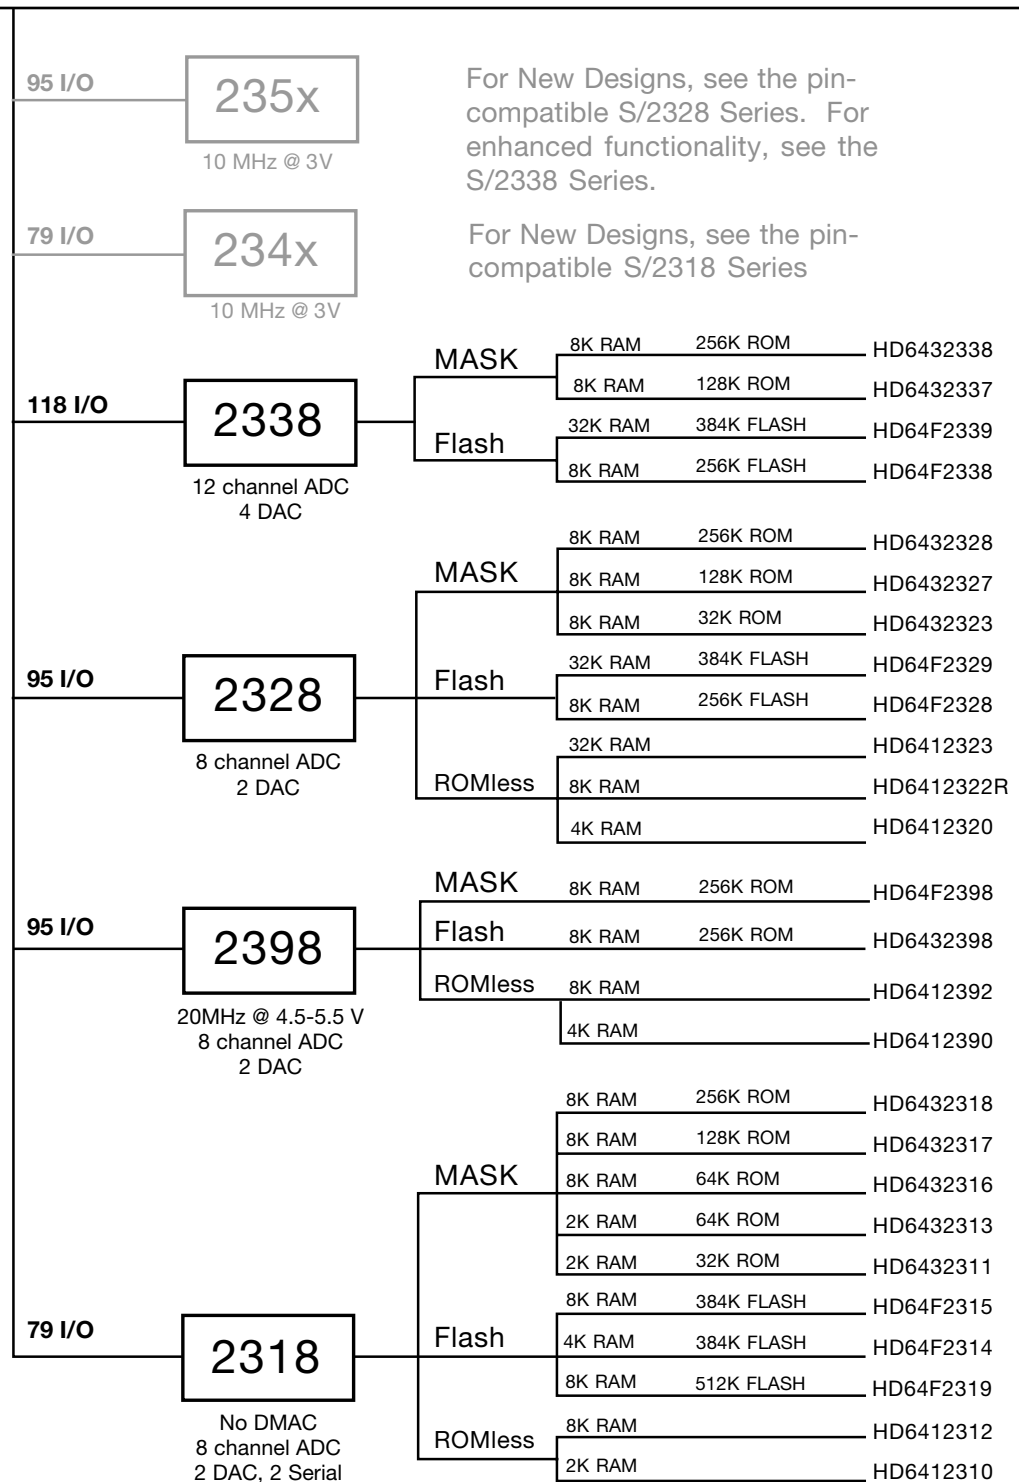 95 I/O
235x
10 MHz @ 3V
For New Designs, see the pin-
compatible S/2328 Series. For
enhanced functionality, see the
S/2338 Series.
79 I/O
234x
10 MHz @ 3V
For New Designs, see the pin-
compatible S/2318 Series
118 I/O
2338
12 channel ADC
4 DAC
MASK
8K RAM 256K ROM HD6432338
8K RAM 128K ROM HD6432337
Flash
32K RAM 384K FLASH HD64F2339
8K RAM 256K FLASH HD64F2338
95 I/O
2328
8 channel ADC
2 DAC
MASK
8K RAM 256K ROM HD6432328
8K RAM 128K ROM HD6432327
8K RAM 32K ROM HD6432323
Flash
32K RAM 384K FLASH HD64F2329
8K RAM 256K FLASH HD64F2328
ROMless
32K RAM HD6412323
8K RAM HD6412322R
4K RAM HD6412320
95 I/O
2398
20MHz @ 4.5-5.5 V
8 channel ADC
2 DAC
MASK 8K RAM 256K ROM HD64F2398
Flash 8K RAM 256K ROM HD6432398
ROMless 8K RAM HD6412392
4K RAM HD6412390
79 I/O
2318
No DMAC
8 channel ADC
2 DAC, 2 Serial
MASK
8K RAM 256K ROM HD6432318
8K RAM 128K ROM HD6432317
8K RAM 64K ROM HD6432316
2K RAM 64K ROM HD6432313
2K RAM 32K ROM HD6432311
Flash
8K RAM 384K FLASH HD64F2315
4K RAM 384K FLASH HD64F2314
8K RAM 512K FLASH HD64F2319
ROMless
8K RAM HD6412312
2K RAM HD6412310